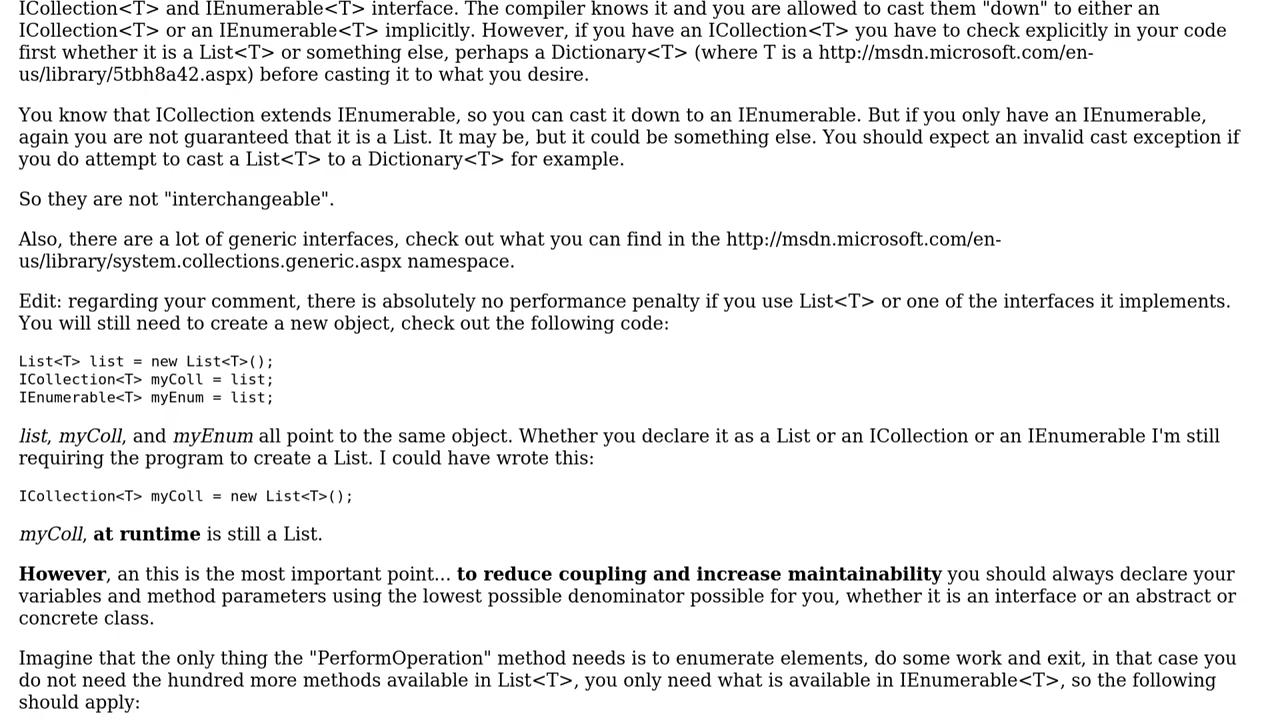 ICollection<T> and IEnumerable<T> interface. The compiler knows it and you are allowed to cast them "down" to either an
ICollection<T> or an IEnumerable<T> implicitly. However, if you have an ICollection<T> you have to check explicitly in your code
first whether it is a List<T> or something else, perhaps a Dictionary<T> (where T is a http://msdn.microsoft.com/en-
us/library/5tbh8a42.aspx) before casting it to what you desire.
You know that ICollection extends IEnumerable, so you can cast it down to an IEnumerable. But if you only have an IEnumerable,
again you are not guaranteed that it is a List. It may be, but it could be something else. You should expect an invalid cast exception if
you do attempt to cast a List<T> to a Dictionary<T> for example.
So they are not "interchangeable".
Also, there are a lot of generic interfaces, check out what you can find in the http://msdn.microsoft.com/en-
us/library/system.collections.generic.aspx namespace.
Edit: regarding your comment, there is absolutely no performance penalty if you use List<T> or one of the interfaces it implements.
You will still need to create a new object, check out the following code:
List<T> list = new List<T>();
ICollection<T> myColl = list;
IEnumerable<T> myEnum = list;
list, myColl, and myEnum all point to the same object. Whether you declare it as a List or an ICollection or an IEnumerable I'm still
requiring the program to create a List. I could have wrote this:
ICollection<T> myColl = new List<T>();
myColl, at runtime is still a List.
However, an this is the most important point... to reduce coupling and increase maintainability you should always declare your
variables and method parameters using the lowest possible denominator possible for you, whether it is an interface or an abstract or
concrete class.
Imagine that the only thing the "PerformOperation" method needs is to enumerate elements, do some work and exit, in that case you
do not need the hundred more methods available in List<T>, you only need what is available in IEnumerable<T>, so the following
should apply: